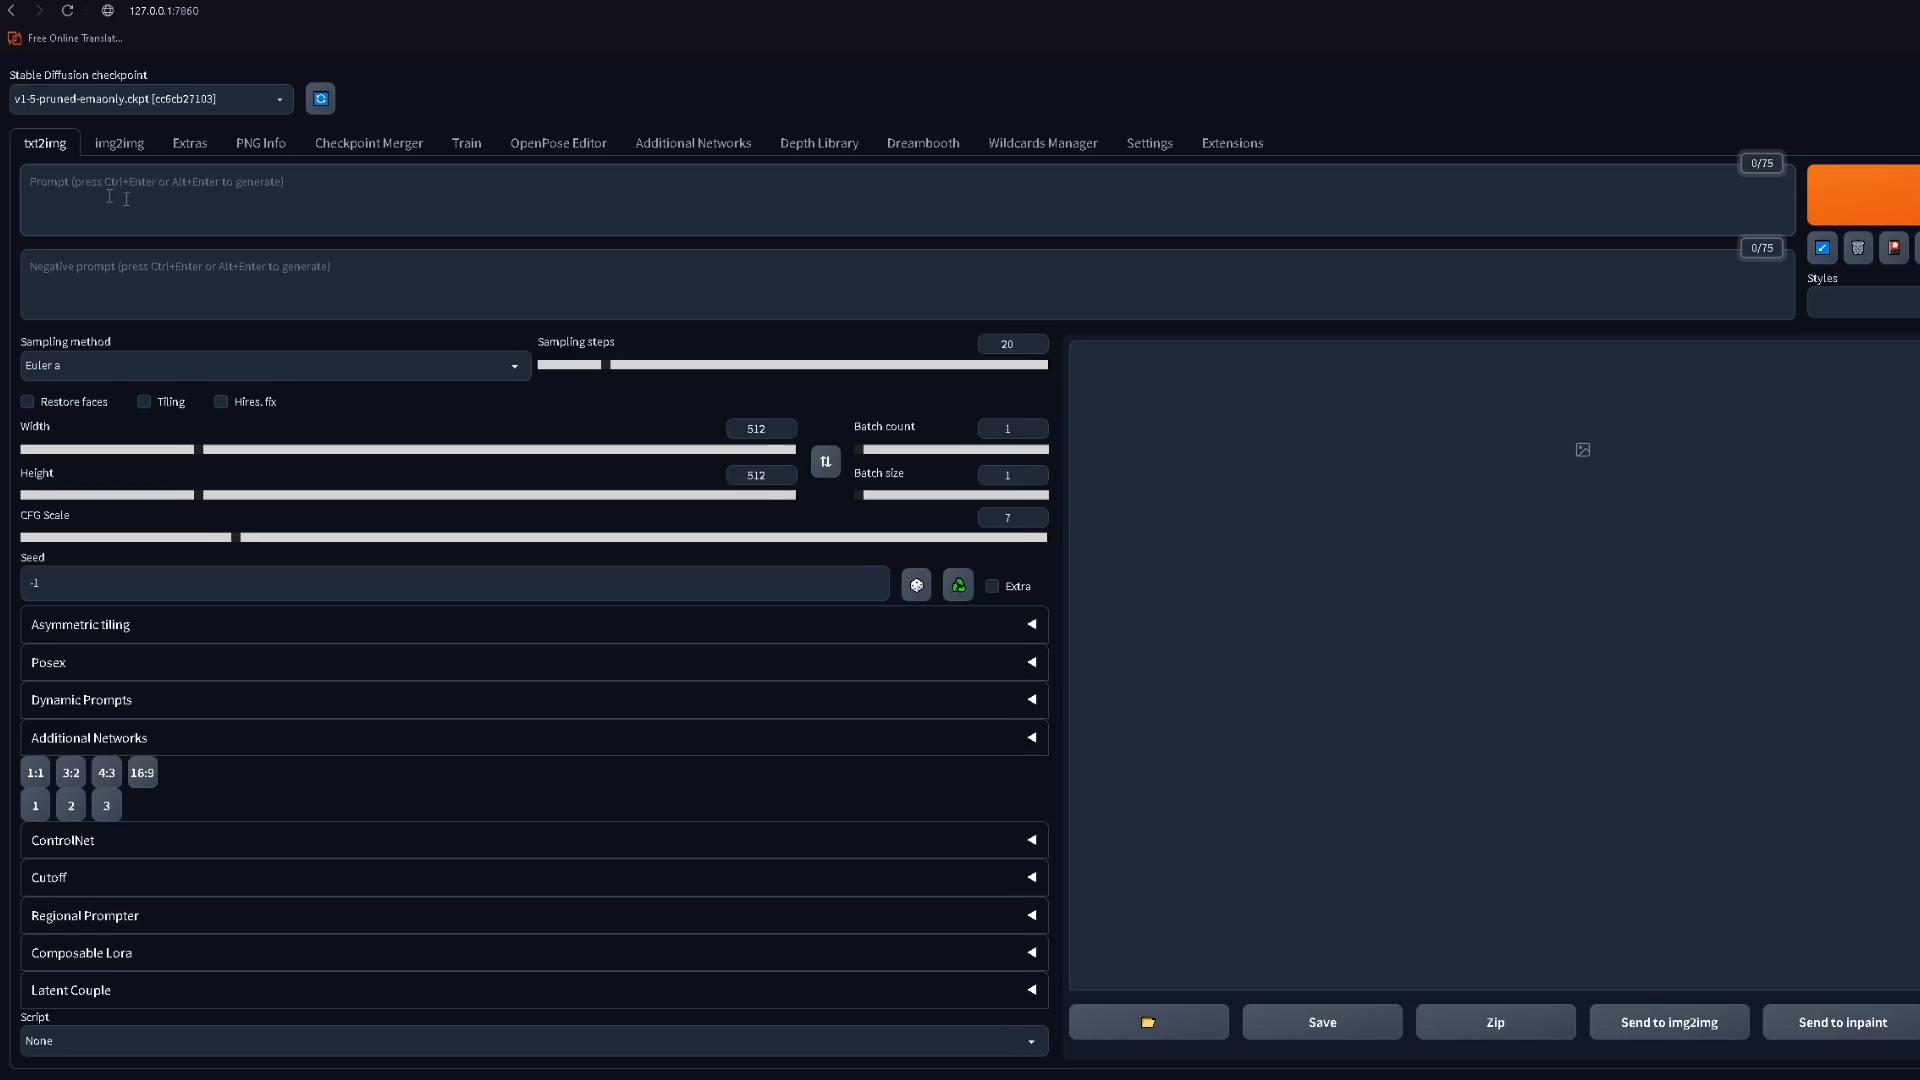 127.0.0.1:7860
Free Online Translat...
Stable Diffusion checkpoint
v1-5-pruned-emaonly.ckpt [cc6cb27103]
txt2img img2img Extras PNG Info Checkpoint Merger Train OpenPose Editor Additional Networks Depth Library Dreambooth Wildcards Manager Settings Extensions
0/75
Prompt (press Ctrl+Enter or Alt+Enter to generate)
0/75
Negative prompt (press Ctrl+Enter or Alt+Enter to generate)
Styles
Sampling method
Euler a
Sampling steps
20
Restore faces Tiling Hires. fix
Width
512
Batch count
1
Height
512
Batch size
1
CFG Scale
7
Seed
-1
Extra
Asymmetric tiling
Posex
Dynamic Prompts
Additional Networks
1:1 3:2 4:3 16:9
1 2 3
ControlNet
Cutoff
Regional Prompter
Composable Lora
Latent Couple
Script
None
Save Zip Send to img2img Send to inpaint